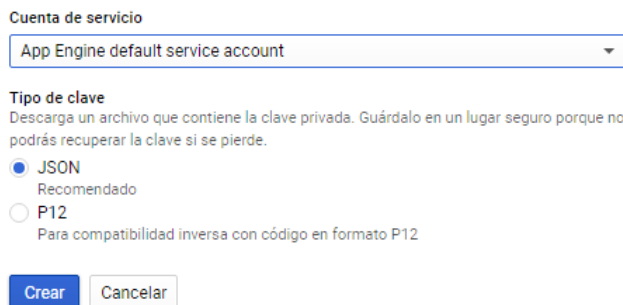 Cuenta de servicio
App Engine default service account
Tipo de clave
Descarga un archivo que contiene la clave privada. Guárdalo en un lugar seguro porque no
podrás recuperar la clave si se pierde.
JSON
Recomendado
P12
Para compatibilidad inversa con código en formato P12
Crear Cancelar